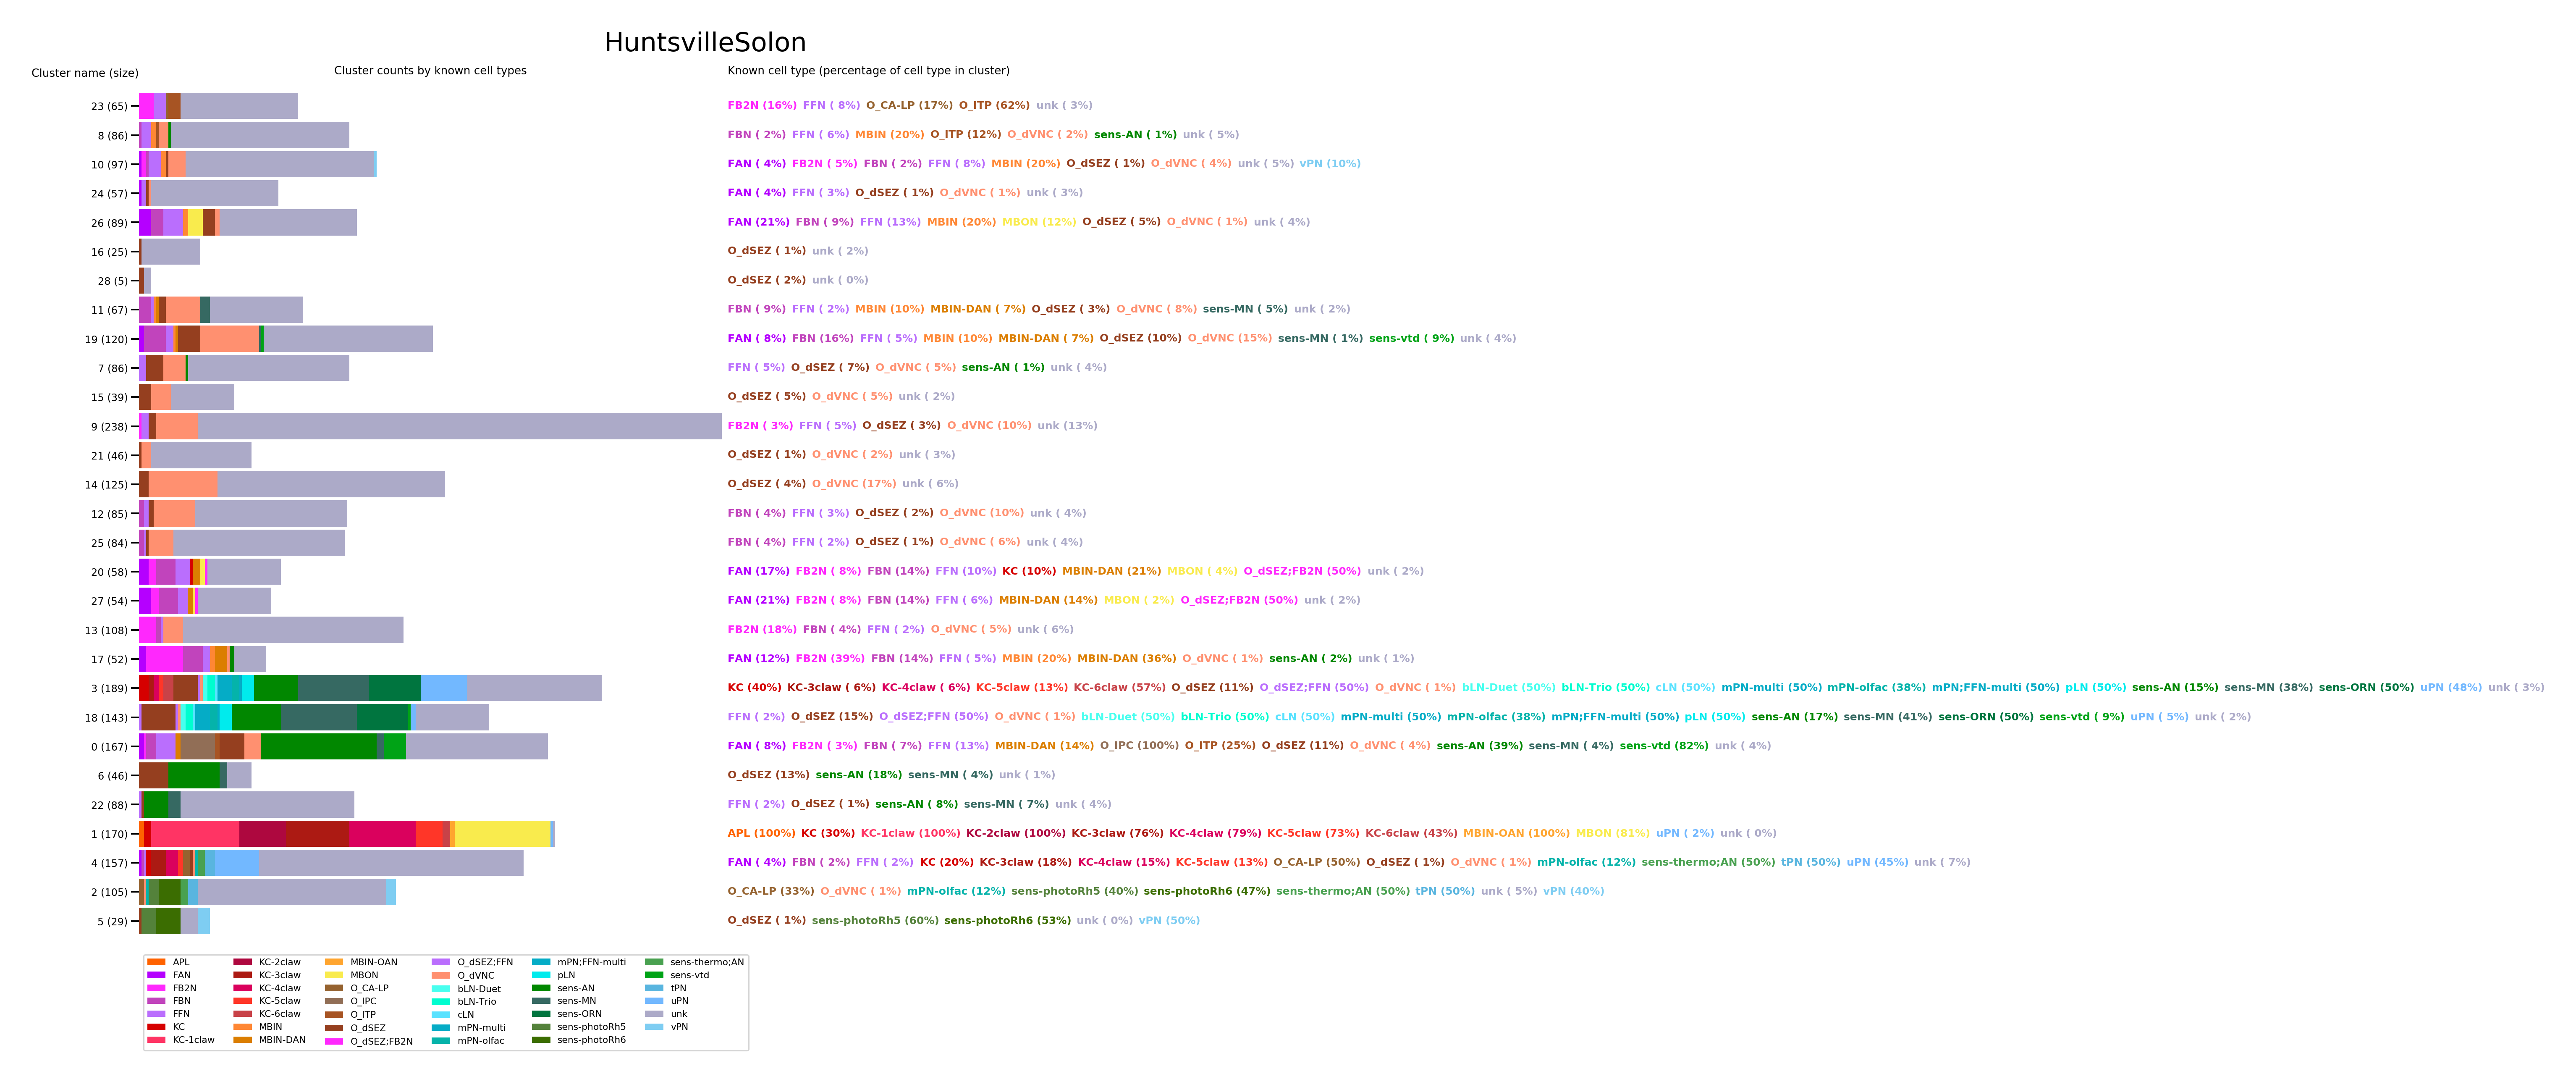 HuntsvilleSolon
Cluster name (size) Cluster counts by known cell types Known cell type (percentage of cell type in cluster)
23 (65) FB2N (16%) FFN ( 8%) O_CA-LP (17%) O_ITP (62%) unk ( 3%)
8 (86) FBN ( 2%) FFN ( 6%) MBIN (20%) O_ITP (12%) O_dVNC ( 2%) sens-AN ( 1%) unk ( 5%)
10 (97) FAN ( 4%) FB2N ( 5%) FBN ( 2%) FFN ( 8%) MBIN (20%) O_dSEZ ( 1%) O_dVNC ( 4%) unk ( 5%) vPN (10%)
24 (57) FAN ( 4%) FFN ( 3%) O_dSEZ ( 1%) O_dVNC ( 1%) unk ( 3%)
26 (89) FAN (21%) FBN ( 9%) FFN (13%) MBIN (20%) MBON (12%) O_dSEZ ( 5%) O_dVNC ( 1%) unk ( 4%)
16 (25) O_dSEZ ( 1%) unk ( 2%)
28 (5) O_dSEZ ( 2%) unk ( 0%)
11 (67) FBN ( 9%) FFN ( 2%) MBIN (10%) MBIN-DAN ( 7%) O_dSEZ ( 3%) O_dVNC ( 8%) sens-MN ( 5%) unk ( 2%)
19 (120) FAN ( 8%) FBN (16%) FFN ( 5%) MBIN (10%) MBIN-DAN ( 7%) O_dSEZ (10%) O_dVNC (15%) sens-MN ( 1%) sens-vtd ( 9%) unk ( 4%)
7 (86) FFN ( 5%) O_dSEZ ( 7%) O_dVNC ( 5%) sens-AN ( 1%) unk ( 4%)
15 (39) O_dSEZ ( 5%) O_dVNC ( 5%) unk ( 2%)
9 (238) FB2N ( 3%) FFN ( 5%) O_dSEZ ( 3%) O_dVNC (10%) unk (13%)
21 (46) O_dSEZ ( 1%) O_dVNC ( 2%) unk ( 3%)
14 (125) O_dSEZ ( 4%) O_dVNC (17%) unk ( 6%)
12 (85) FBN ( 4%) FFN ( 3%) O_dSEZ ( 2%) O_dVNC (10%) unk ( 4%)
25 (84) FBN ( 4%) FFN ( 2%) O_dSEZ ( 1%) O_dVNC ( 6%) unk ( 4%)
20 (58) FAN (17%) FB2N ( 8%) FBN (14%) FFN (10%) KC (10%) MBIN-DAN (21%) MBON ( 4%) O_dSEZ;FB2N (50%) unk ( 2%)
27 (54) FAN (21%) FB2N ( 8%) FBN (14%) FFN ( 6%) MBIN-DAN (14%) MBON ( 2%) O_dSEZ;FB2N (50%) unk ( 2%)
13 (108) FB2N (18%) FBN ( 4%) FFN ( 2%) O_dVNC ( 5%) unk ( 6%)
17 (52) FAN (12%) FB2N (39%) FBN (14%) FFN ( 5%) MBIN (20%) MBIN-DAN (36%) O_dVNC ( 1%) sens-AN ( 2%) unk ( 1%)
3 (189) KC (40%) KC-3claw ( 6%) KC-4claw ( 6%) KC-5claw (13%) KC-6claw (57%) O_dSEZ (11%) O_dSEZ;FFN (50%) O_dVNC ( 1%) bLN-Duet (50%) bLN-Trio (50%) cLN (50%) mPN-multi (50%) mPN-olfac (38%) mPN;FFN-multi (50%) pLN (50%) sens-AN (15%) sens-MN (38%) sens-ORN (50%) uPN (48%) unk ( 3%)
18 (143) FFN ( 2%) O_dSEZ (15%) O_dSEZ;FFN (50%) O_dVNC ( 1%) bLN-Duet (50%) bLN-Trio (50%) cLN (50%) mPN-multi (50%) mPN-olfac (38%) mPN;FFN-multi (50%) pLN (50%) sens-AN (17%) sens-MN (41%) sens-ORN (50%) sens-vtd ( 9%) uPN ( 5%) unk ( 2%)
0 (167) FAN ( 8%) FB2N ( 3%) FBN ( 7%) FFN (13%) MBIN-DAN (14%) O_IPC (100%) O_ITP (25%) O_dSEZ (11%) O_dVNC ( 4%) sens-AN (39%) sens-MN ( 4%) sens-vtd (82%) unk ( 4%)
6 (46) O_dSEZ (13%) sens-AN (18%) sens-MN ( 4%) unk ( 1%)
22 (88) FFN ( 2%) O_dSEZ ( 1%) sens-AN ( 8%) sens-MN ( 7%) unk ( 4%)
1 (170) APL (100%) KC (30%) KC-1claw (100%) KC-2claw (100%) KC-3claw (76%) KC-4claw (79%) KC-5claw (73%) KC-6claw (43%) MBIN-OAN (100%) MBON (81%) uPN ( 2%) unk ( 0%)
4 (157) FAN ( 4%) FBN ( 2%) FFN ( 2%) KC (20%) KC-3claw (18%) KC-4claw (15%) KC-5claw (13%) O_CA-LP (50%) O_dSEZ ( 1%) O_dVNC ( 1%) mPN-olfac (12%) sens-thermo;AN (50%) tPN (50%) uPN (45%) unk ( 7%)
2 (105) O_CA-LP (33%) O_dVNC ( 1%) mPN-olfac (12%) sens-photoRh5 (40%) sens-photoRh6 (47%) sens-thermo;AN (50%) tPN (50%) unk ( 5%) vPN (40%)
5 (29) O_dSEZ ( 1%) sens-photoRh5 (60%) sens-photoRh6 (53%) unk ( 0%) vPN (50%)
APL KC-2claw MBIN-OAN O_dSEZ;FFN mPN;FFN-multi sens-thermo;AN
FAN KC-3claw MBON O_dVNC pLN sens-vtd
FB2N KC-4claw O_CA-LP bLN-Duet sens-AN tPN
FBN KC-5claw O_IPC bLN-Trio sens-MN uPN
FFN KC-6claw O_ITP cLN sens-ORN unk
KC MBIN O_dSEZ mPN-multi sens-photoRh5 vPN
KC-1claw MBIN-DAN O_dSEZ;FB2N mPN-olfac sens-photoRh6